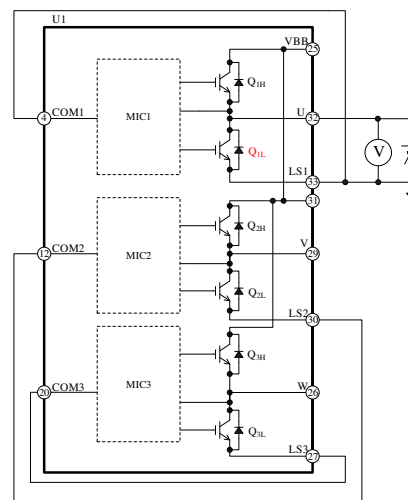 U1
VBB
25
Q1H
4
COM1
MIC1
U
32
V
Q1L
LS1
33
31
Q2H
12
COM2
MIC2
V
29
Q2L
LS2
30
Q3H
20
COM3
MIC3
W
26
Q3L
LS3
27